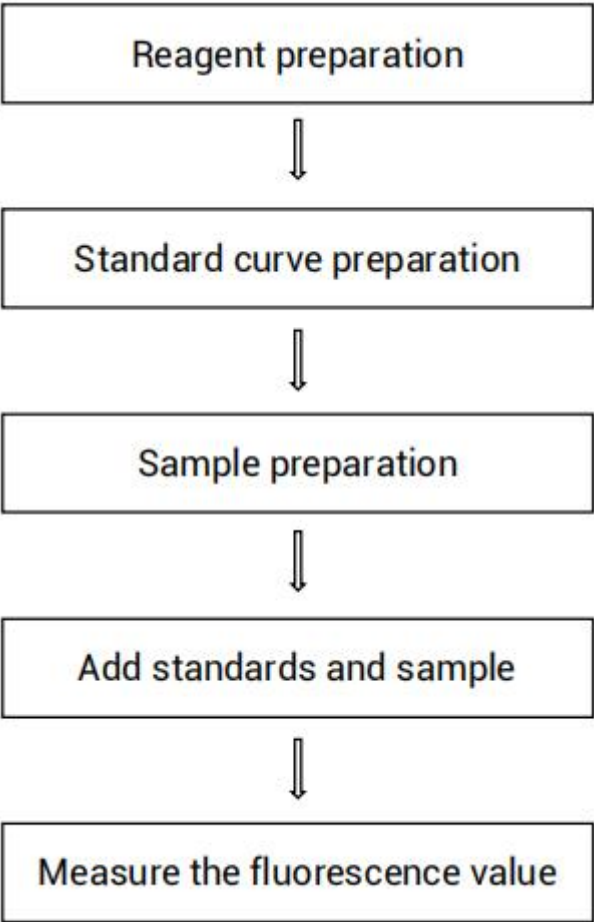 Reagent preparation
Standard curve preparation
Sample preparation
Add standards and sample
Measure the fluorescence value